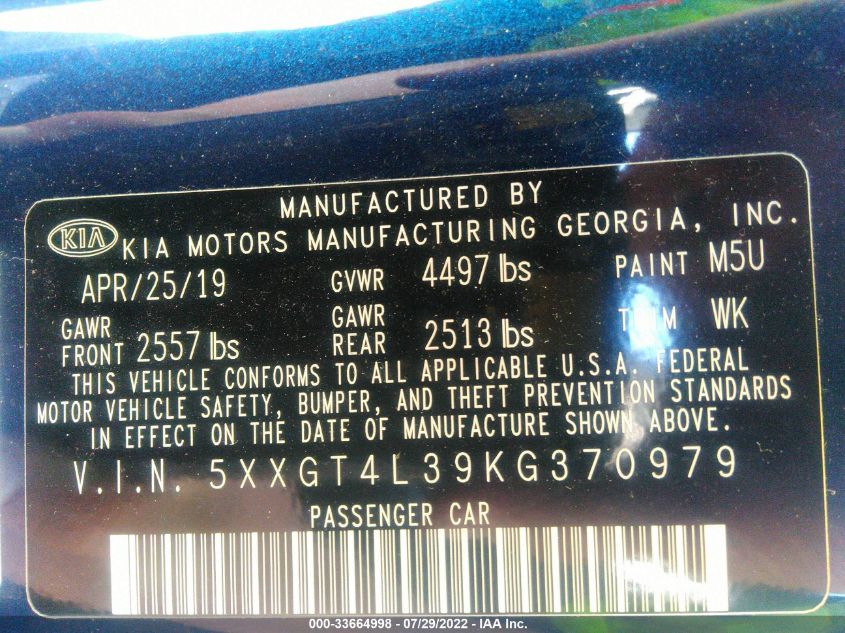 MANUFACTURED BY
KIA KIA MOTORS MANUFACTURING GEORGIA, INC.
APR/25/19 GVWR 4497 lbs PAINT M5U
GAWR FRONT 2557 lbs GAWR REAR 2513 lbs TRIM WK
THIS VEHICLE CONFORMS TO ALL APPLICABLE U.S.A. FEDERAL
MOTOR VEHICLE SAFETY, BUMPER, AND THEFT PREVENTION STANDARDS
IN EFFECT ON THE DATE OF MANUFACTURE SHOWN ABOVE.
V.I.N. 5XXGT4L39KG370979
PASSENGER CAR
000-33664998 - 07/29/2022 - IAA Inc.